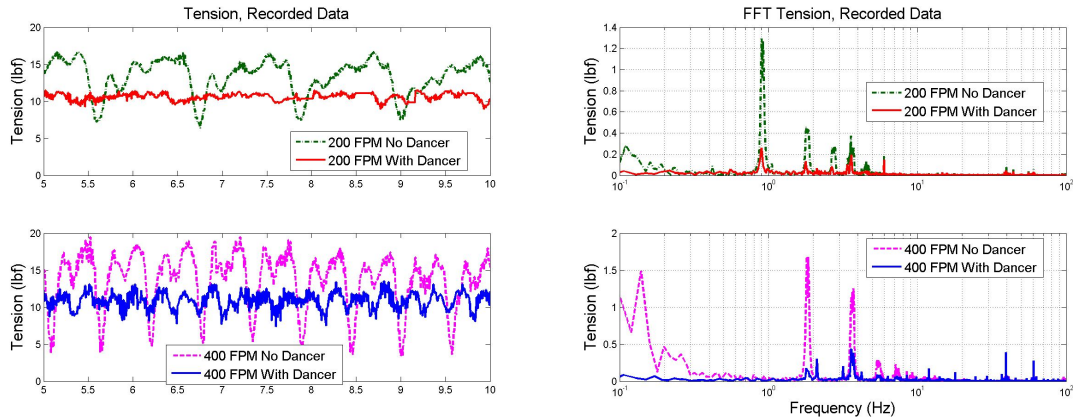 Tension, Recorded Data
FFT Tension, Recorded Data
Tension (lbf)
20
15
10
5
0
5 5.5 6 6.5 7 7.5 8 8.5 9 9.5 10
200 FPM No Dancer
200 FPM With Dancer
Tension (lbf)
1.4
1.2
1
0.8
0.6
0.4
0.2
0
10^-1 10^0 10^1 10^2
200 FPM No Dancer
200 FPM With Dancer
Tension (lbf)
20
15
10
5
0
5 5.5 6 6.5 7 7.5 8 8.5 9 9.5 10
400 FPM No Dancer
400 FPM With Dancer
Tension (lbf)
2
1.5
1
0.5
0
10^-1 10^0 10^1 10^2
400 FPM No Dancer
400 FPM With Dancer
Frequency (Hz)